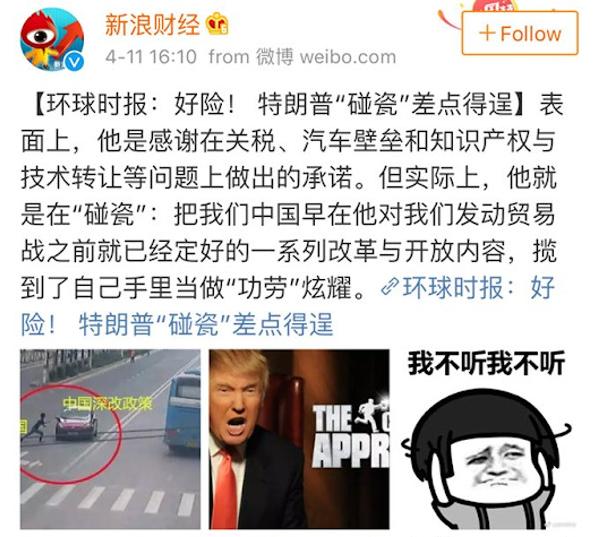 新浪财经
4-11 16:10 from 微博 weibo.com
+Follow
【环球时报：好险！ 特朗普“碰瓷”差点得逞】表
面上，他是感谢在关税、汽车壁垒和知识产权与
技术转让等问题上做出的承诺。但实际上，他就
是在“碰瓷”：把我们中国早在他对我们发动贸易
战之前就已经定好的一系列改革与开放内容，揽
到了自己手里当做“功劳”炫耀。环球时报：好
险！ 特朗普“碰瓷”差点得逞
中国深改政策
国
THE
APPR
我不听我不听